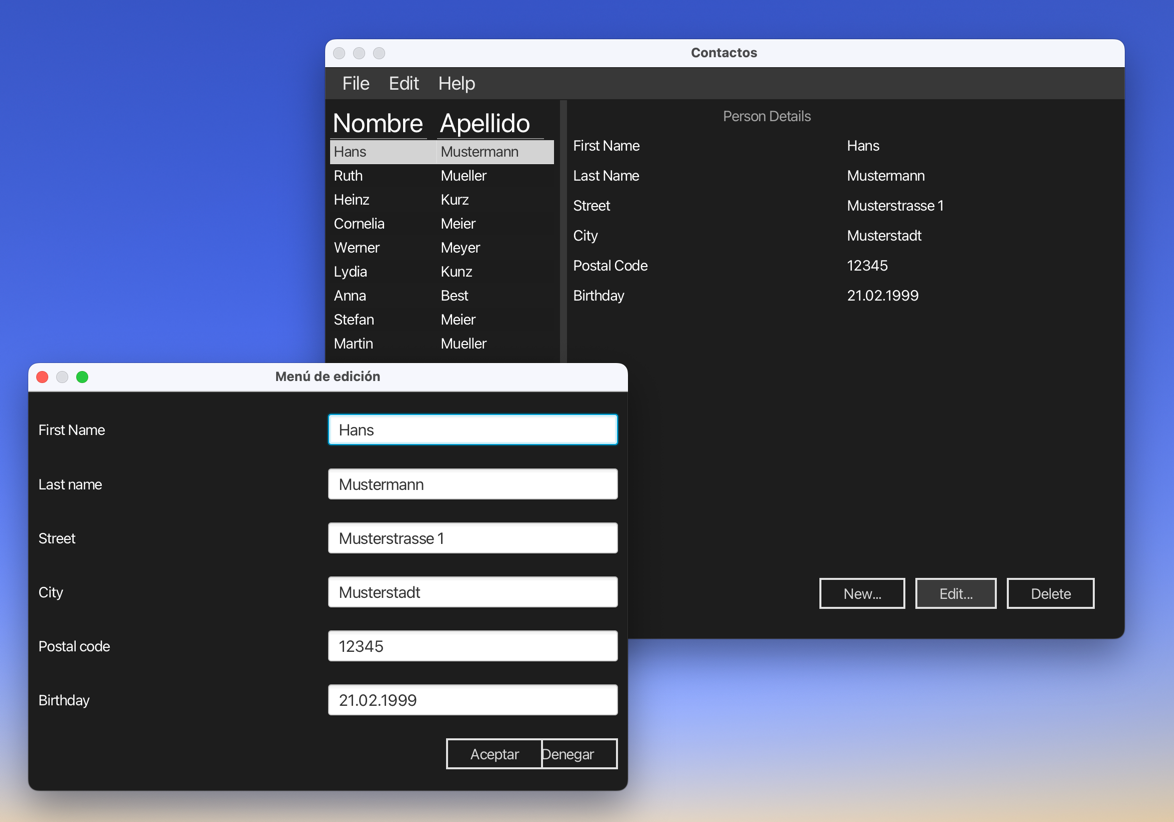 Contactos
File Edit Help
Nombre Apellido
Hans Mustermann
Ruth Mueller
Heinz Kurz
Cornelia Meier
Werner Meyer
Lydia Kunz
Anna Best
Stefan Meier
Martin Mueller
Person Details
First Name Hans
Last Name Mustermann
Street Musterstrasse 1
City Musterstadt
Postal Code 12345
Birthday 21.02.1999
New... Edit... Delete
Menú de edición
First Name Hans
Last name Mustermann
Street Musterstrasse 1
City Musterstadt
Postal code 12345
Birthday 21.02.1999
Aceptar Denegar